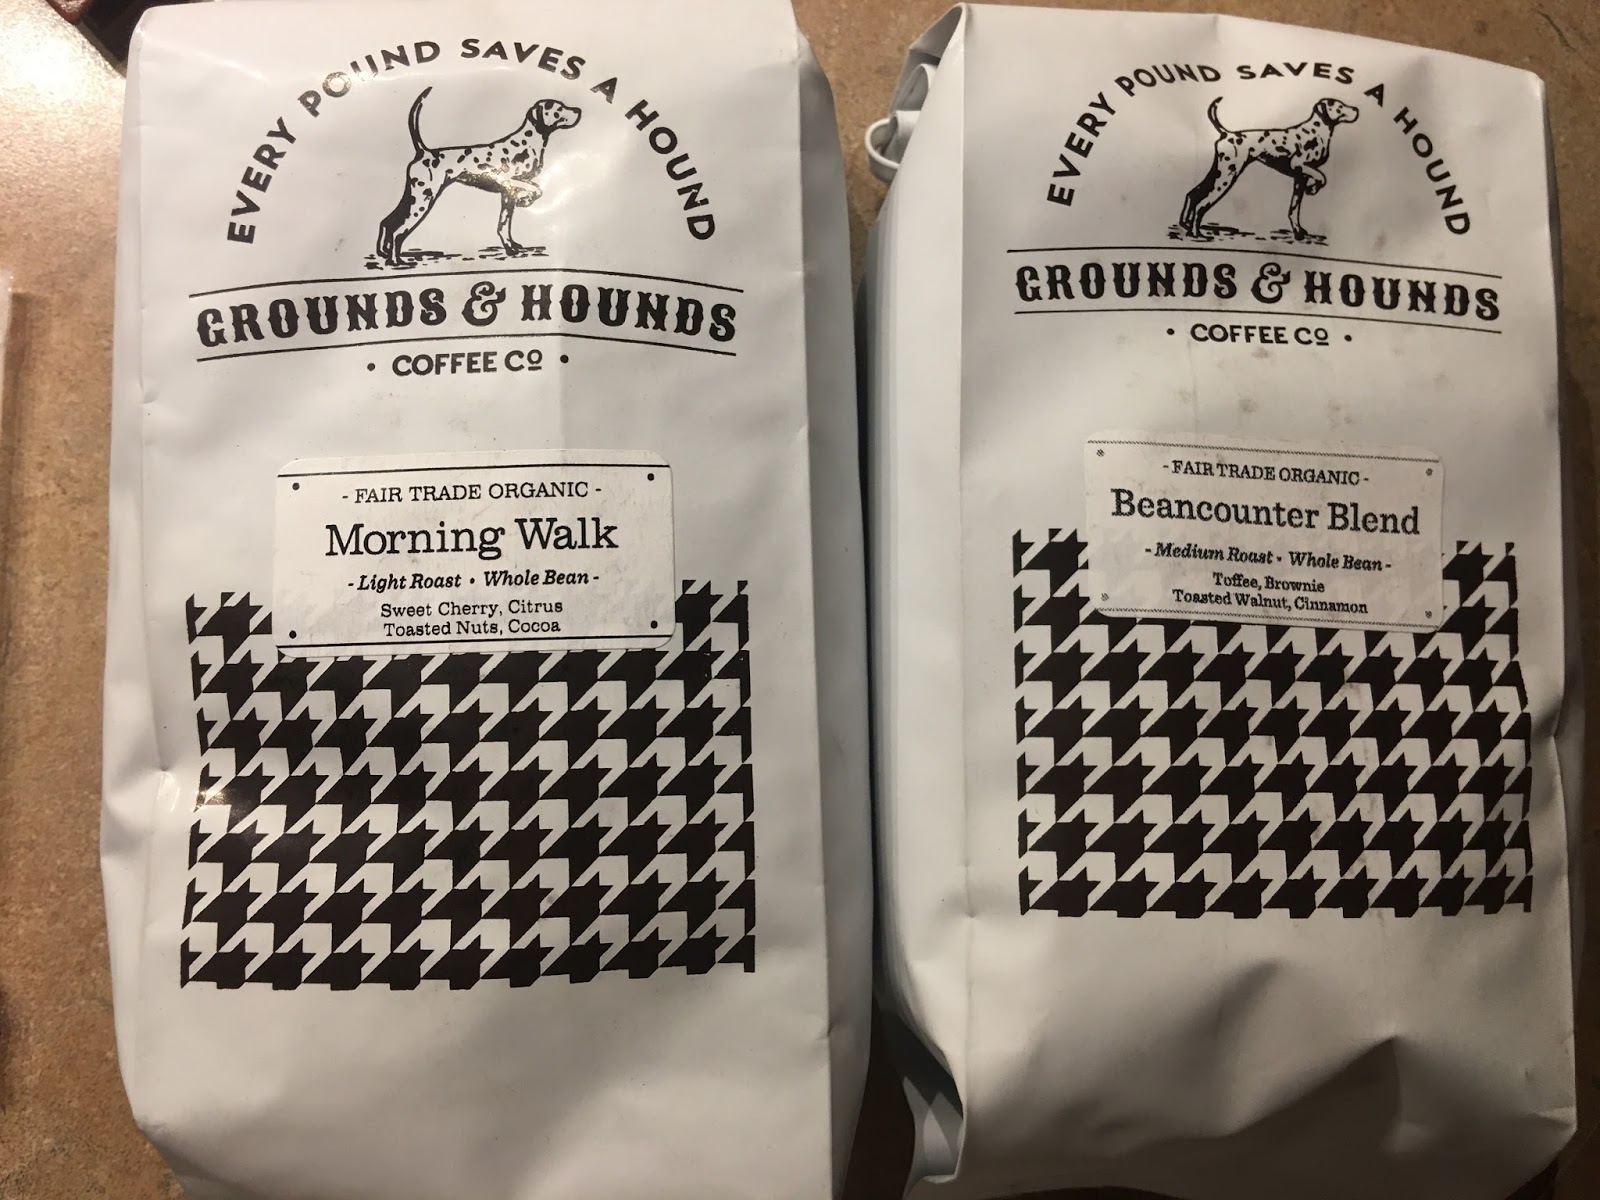 EVERY POUND SAVES A HOUND
GROUNDS & HOUNDS
• COFFEE Cº •
- FAIR TRADE ORGANIC -
Morning Walk
- Light Roast • Whole Bean -
Sweet Cherry, Citrus
Toasted Nuts, Cocoa
EVERY POUND SAVES A HOUND
GROUNDS & HOUNDS
• COFFEE Cº •
- FAIR TRADE ORGANIC -
Beancounter Blend
- Medium Roast • Whole Bean -
Toffee, Brownie
Toasted Walnut, Cinnamon